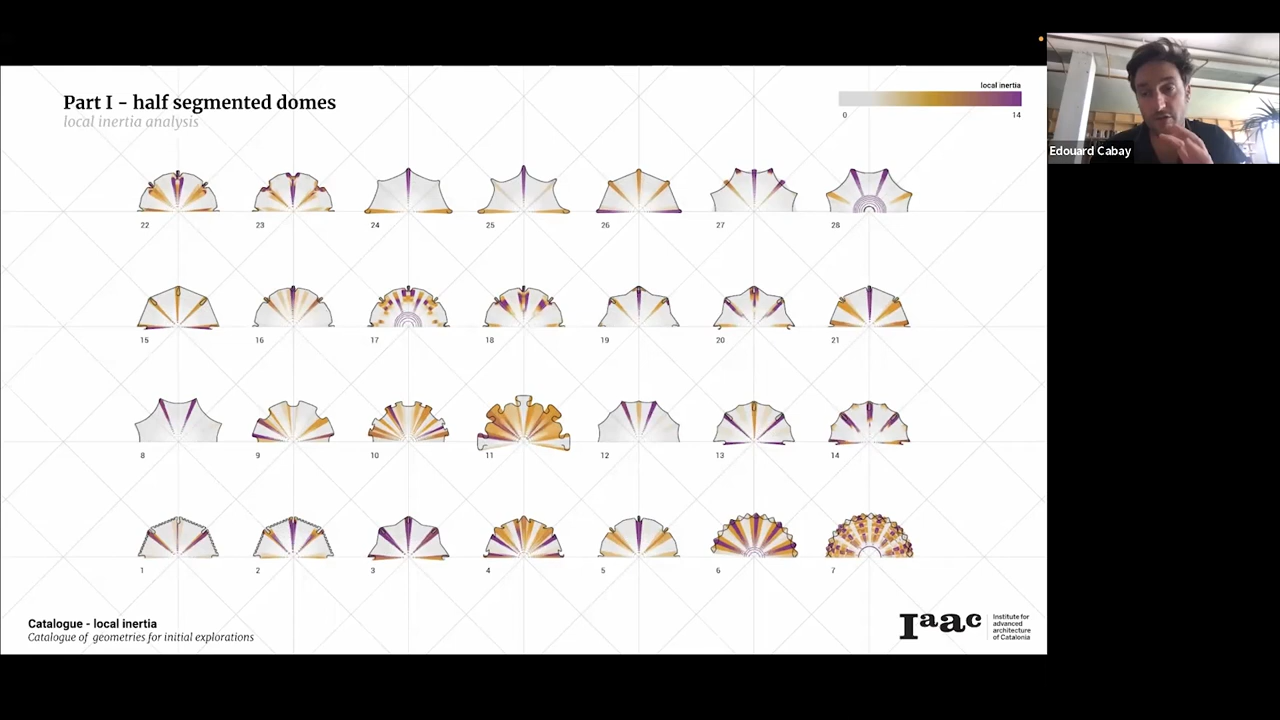 Part I - half segmented domes
local inertia analysis
local inertia
0 14
Edouard Cabay
22 23 24 25 26 27 28
15 16 17 18 19 20 21
8 9 10 11 12 13 14
1 2 3 4 5 6 7
Catalogue - local inertia
Catalogue of geometries for initial explorations
Iaac
Institute for
advanced
architecture
of Catalonia